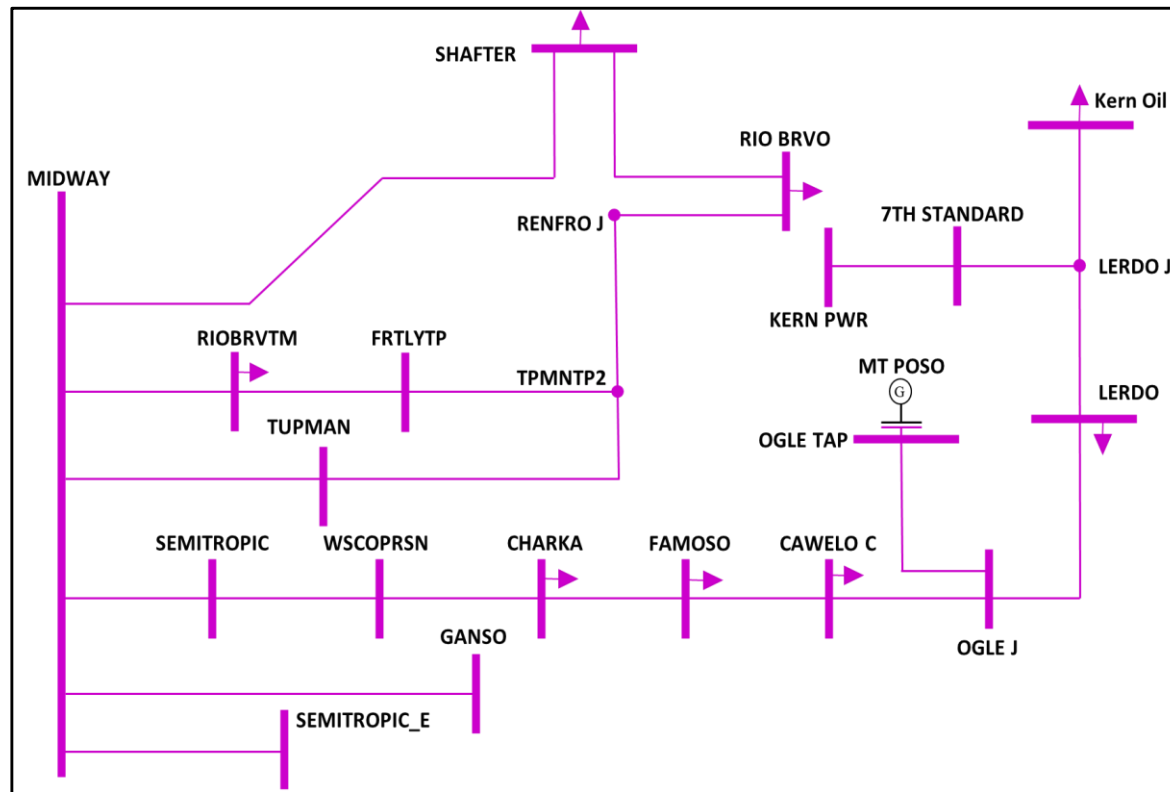 SHAFTER
Kern Oil
RIO BRVO
MIDWAY
7TH STANDARD
RENFRO J
LERDO J
KERN PWR
RIOBRVTM
FRTLYTP
MT POSO
TPMNTP2
G
LERDO
TUPMAN
OGLE TAP
SEMITROPIC
WSCOPRSN
CHARKA
FAMOSO
CAWELO C
GANSO
OGLE J
SEMITROPIC_E